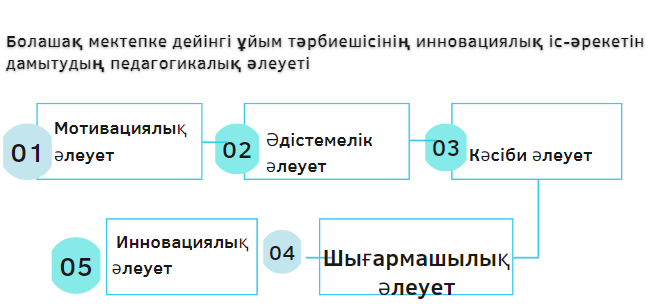 Болашақ мектепке дейінгі ұйым тәрбиешісінің инновациялық іс-әрекетін
дамытудың педагогикалық әлеуеті
01
Мотивациялық
әлеует
02
Әдістемелік
әлеует
03
Кәсіби әлеует
04
Шығармашылық
әлеует
05
Инновациялық
әлеует